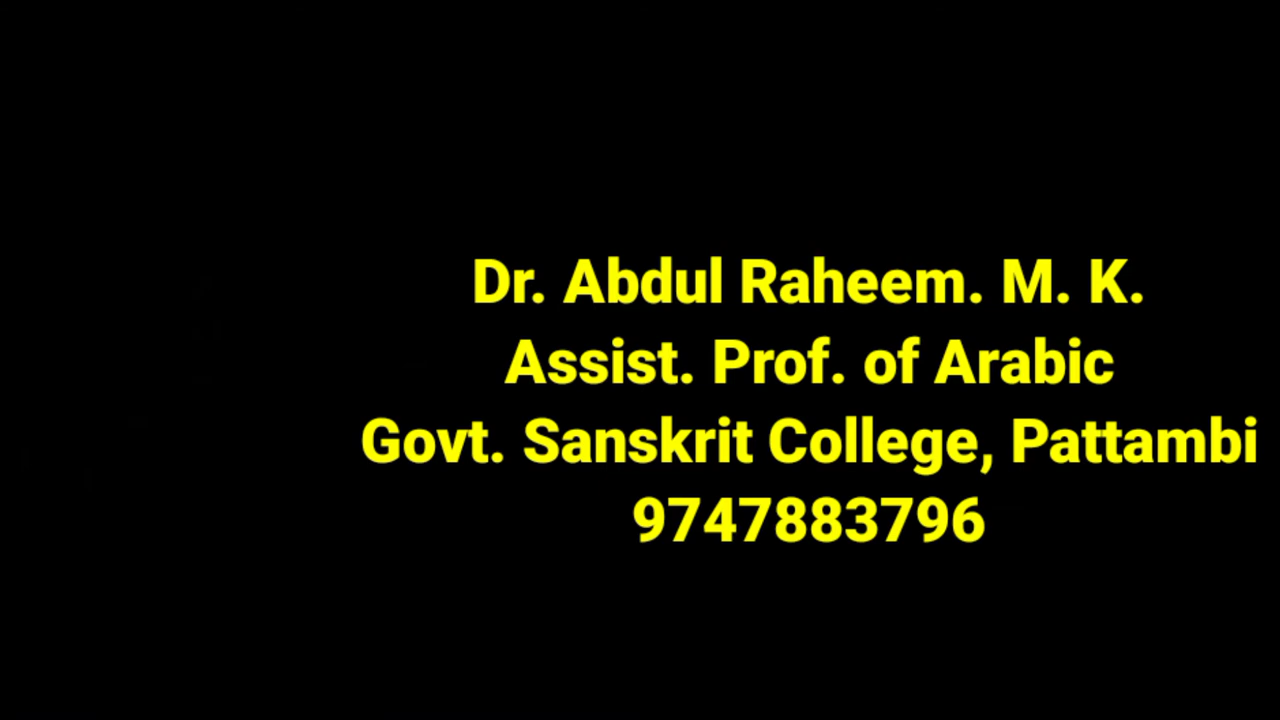 Dr. Abdul Raheem. M. K.
Assist. Prof. of Arabic
Govt. Sanskrit College, Pattambi
9747883796